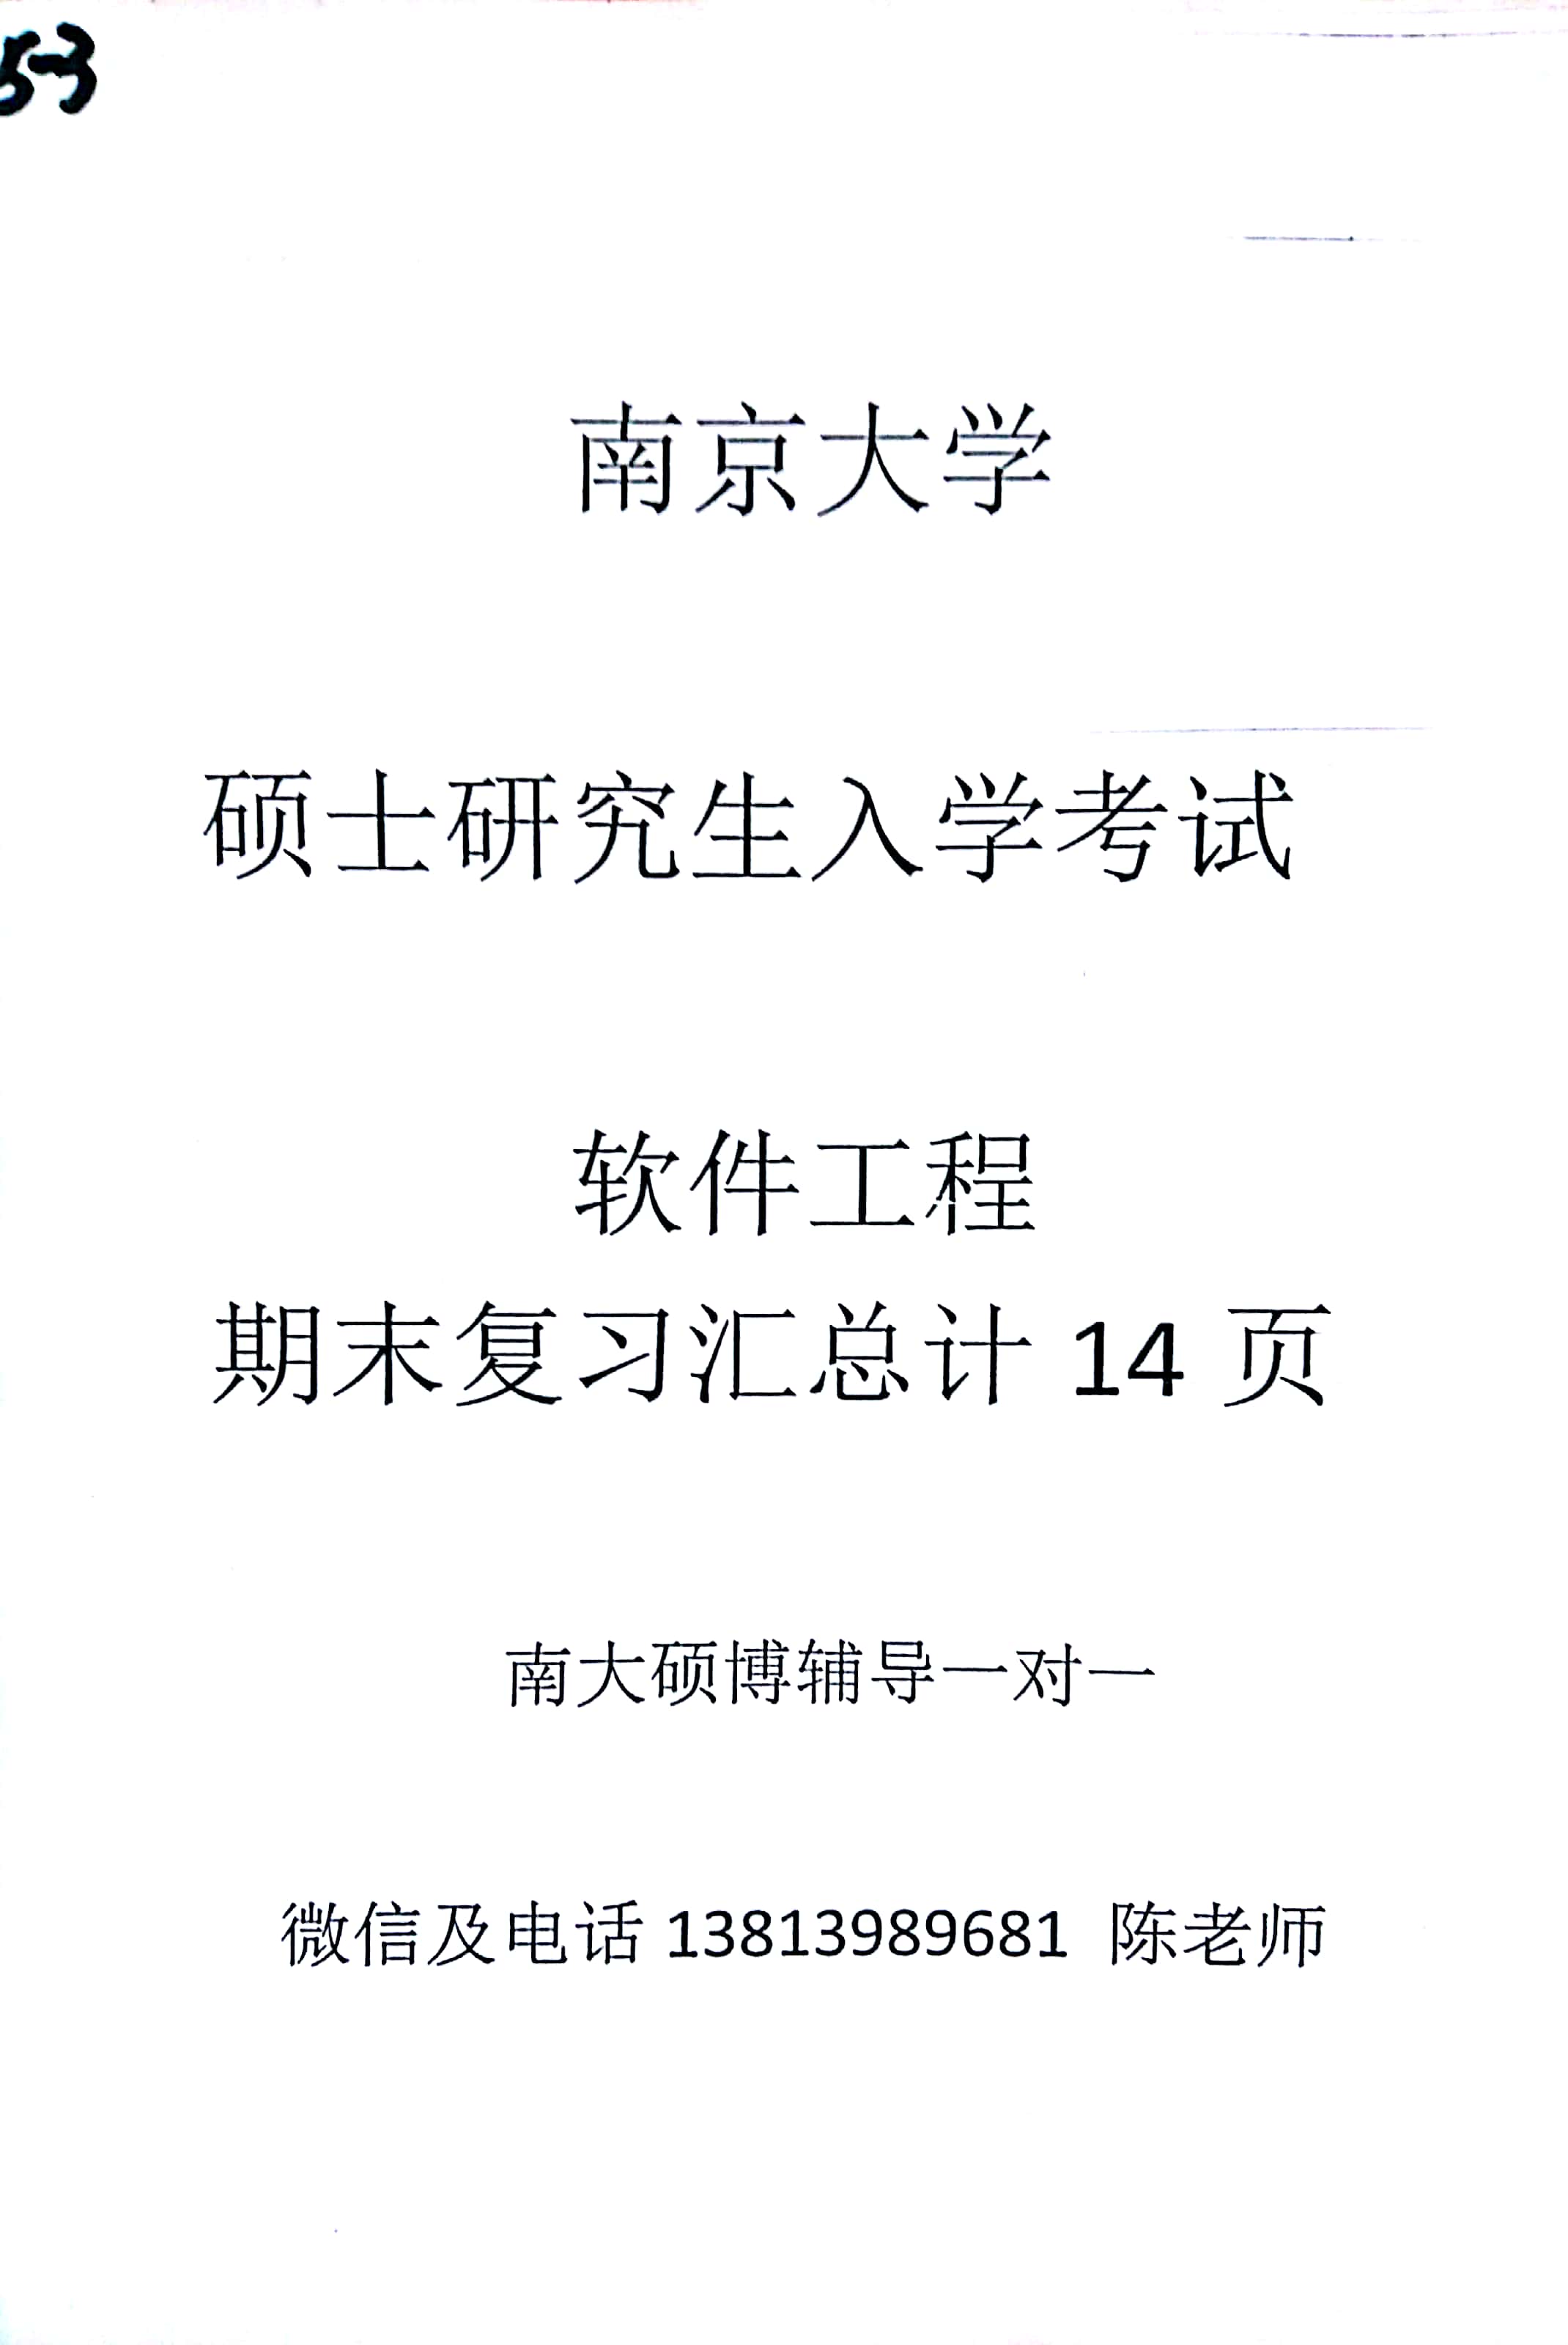 5-3
南京大学
硕士研究生入学考试
软件工程
期末复习汇总计 14 页
南大硕博辅导一对一
微信及电话 13813989681 陈老师